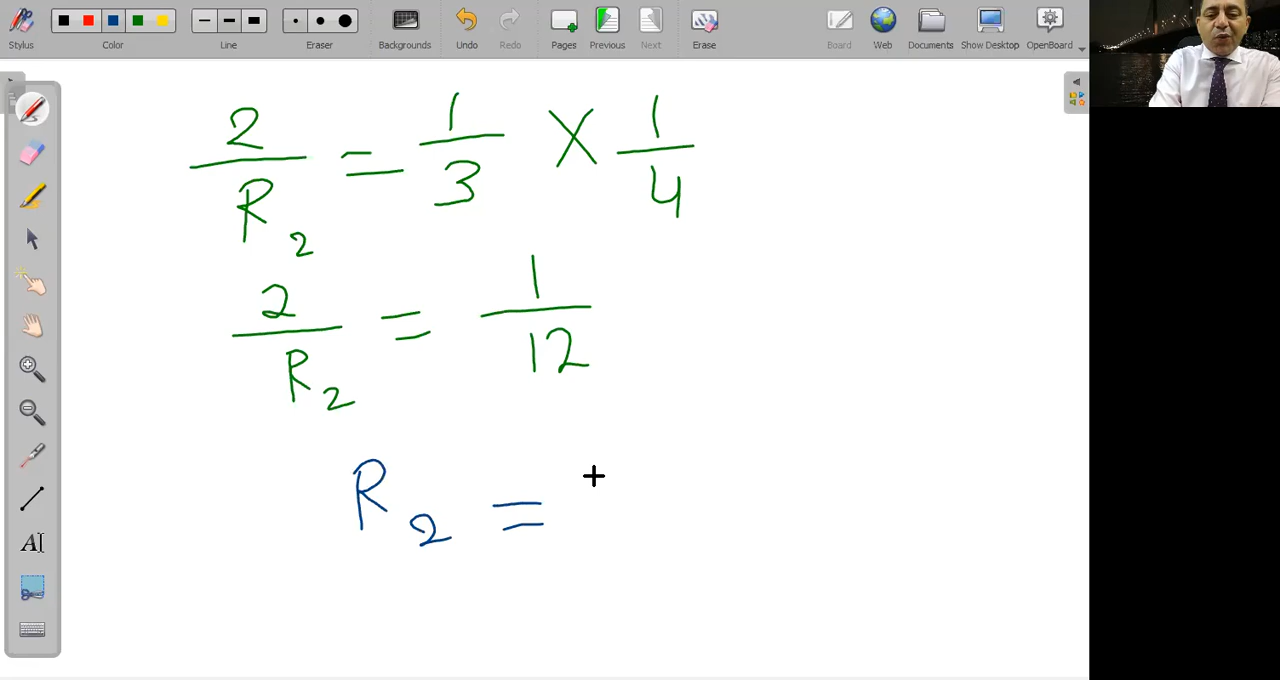 Stylus Color Line Eraser Backgrounds Undo Redo Pages Previous Next Erase Board Web Documents Show Desktop OpenBoard
2/R₂ = 1/3 X 1/4
2/R₂ = 1/12
R₂ =